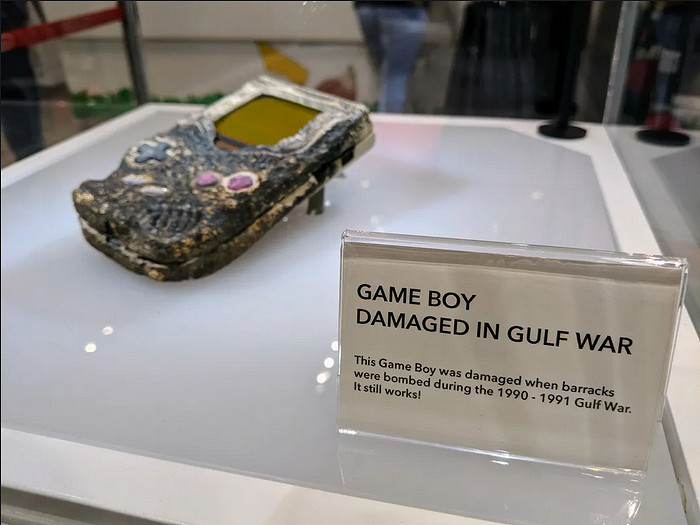 GAME BOY
DAMAGED IN GULF WAR
This Game Boy was damaged when barracks
were bombed during the 1990 - 1991 Gulf War.
It still works!